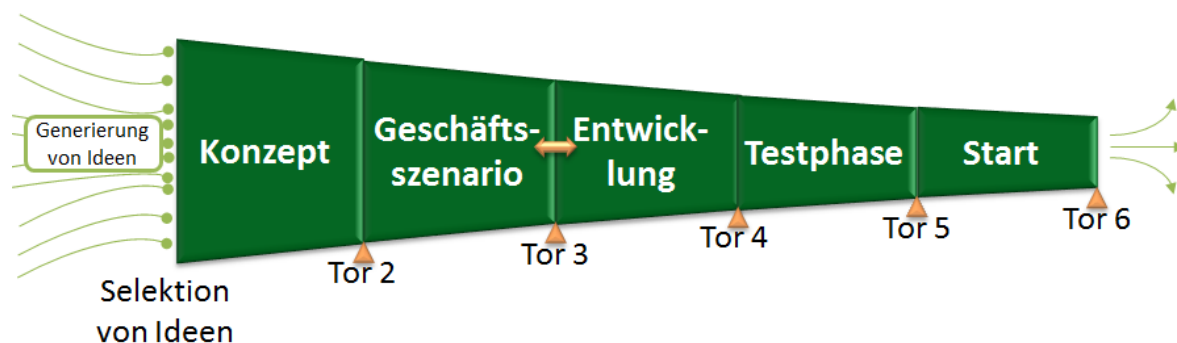 Generierung
von Ideen
Konzept
Geschäfts-
szenario
Entwick-
lung
Testphase
Start
Selektion
von Ideen
Tor 2
Tor 3
Tor 4
Tor 5
Tor 6